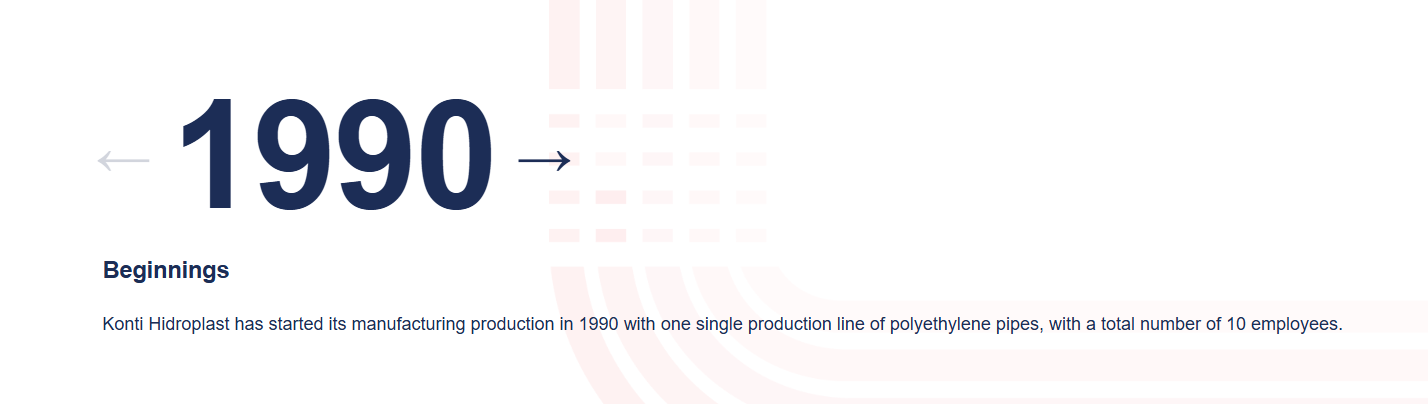 ← 1990 →
Beginnings
Konti Hidroplast has started its manufacturing production in 1990 with one single production line of polyethylene pipes, with a total number of 10 employees.